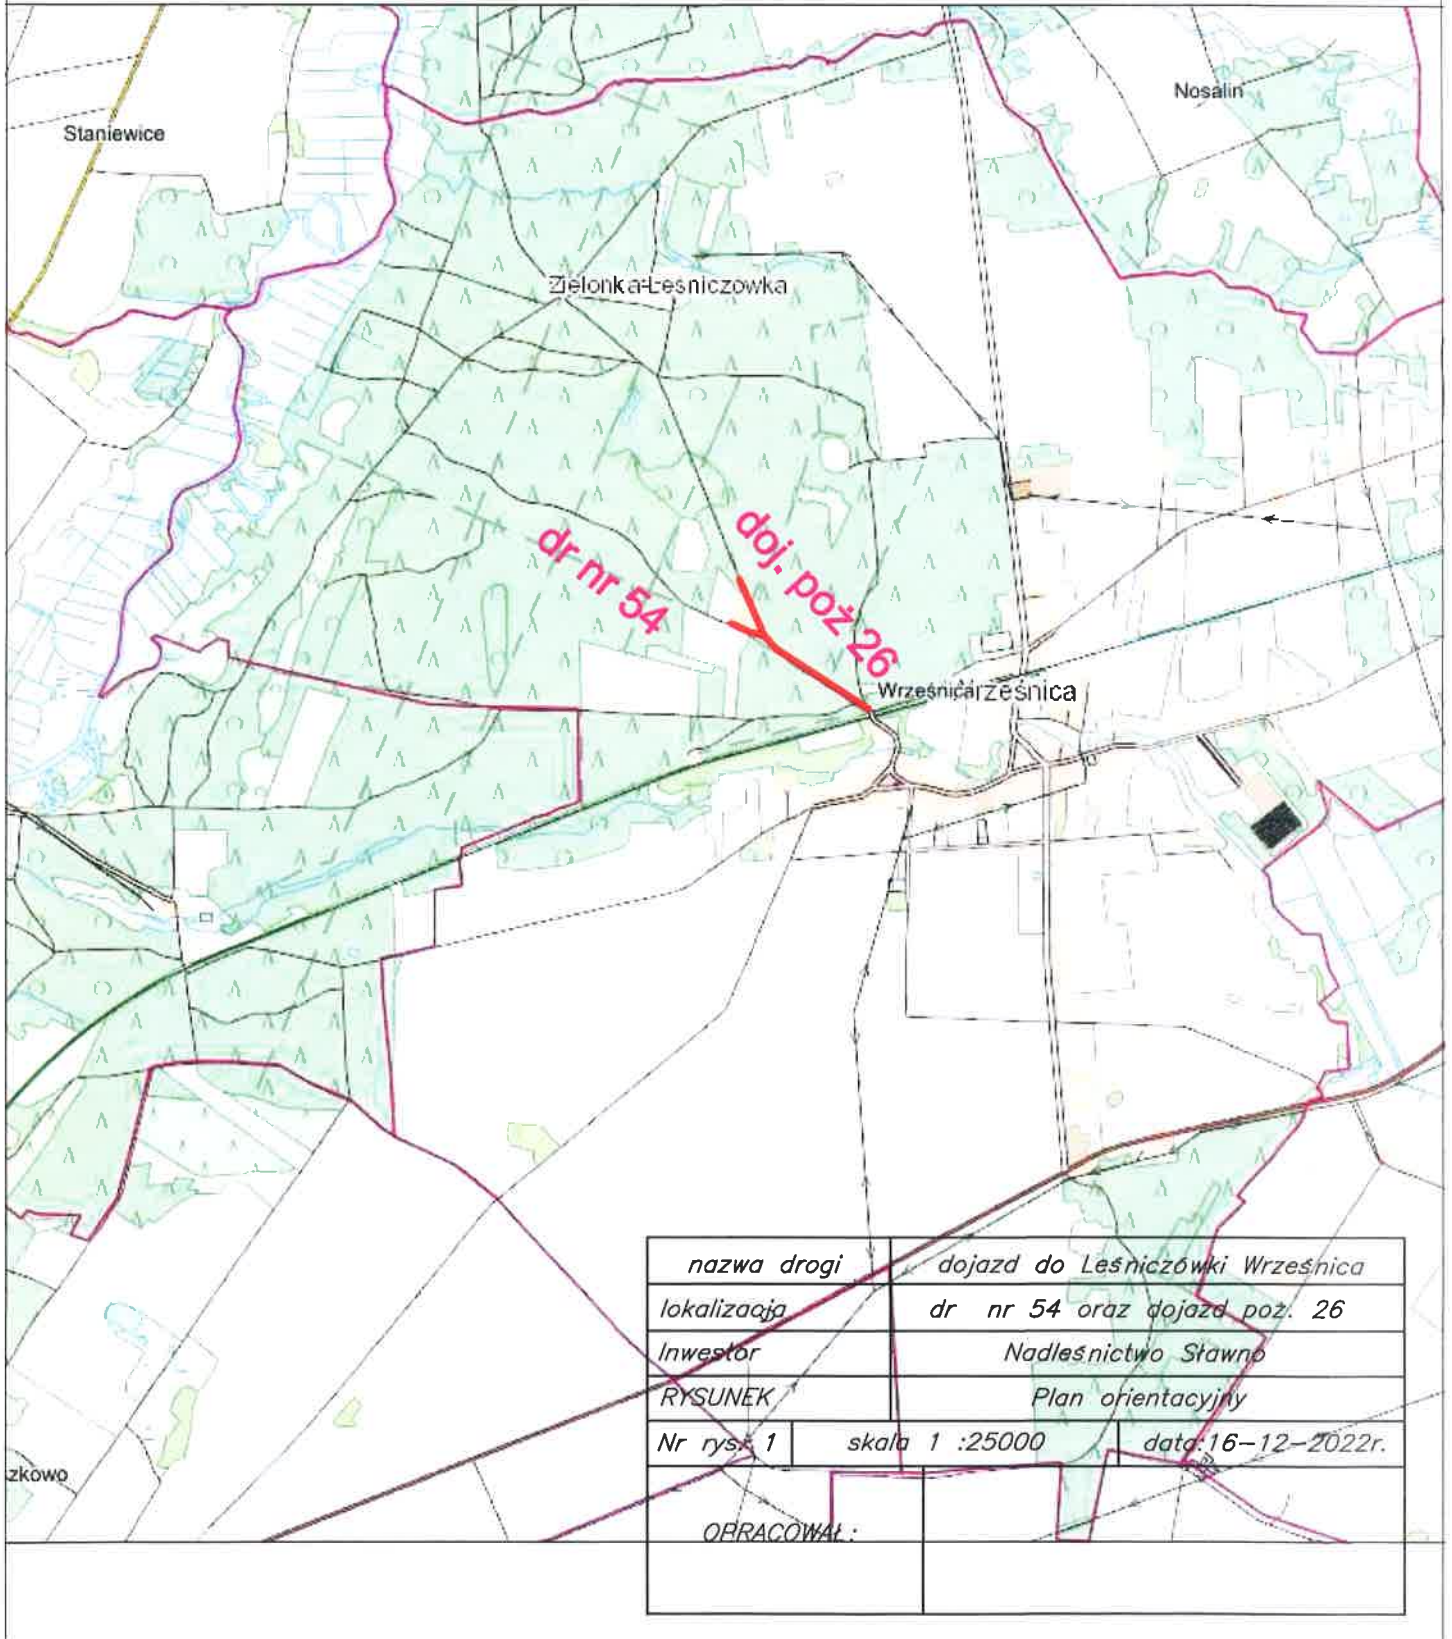 Nosalin
Staniewice
Zielonka-Leśniczówka
dr nr 54
doj. poż 26
Wrześnica
rześnica
zkowo
nazwa drogi dojazd do Leśniczówki Wrześnica
lokalizacja dr nr 54 oraz dojazd poż. 26
Inwestor Nadleśnictwo Sławno
RYSUNEK Plan orientacyjny
Nr rys. 1 skala 1 :25000 data:16-12-2022r.
OPRACOWAŁ: